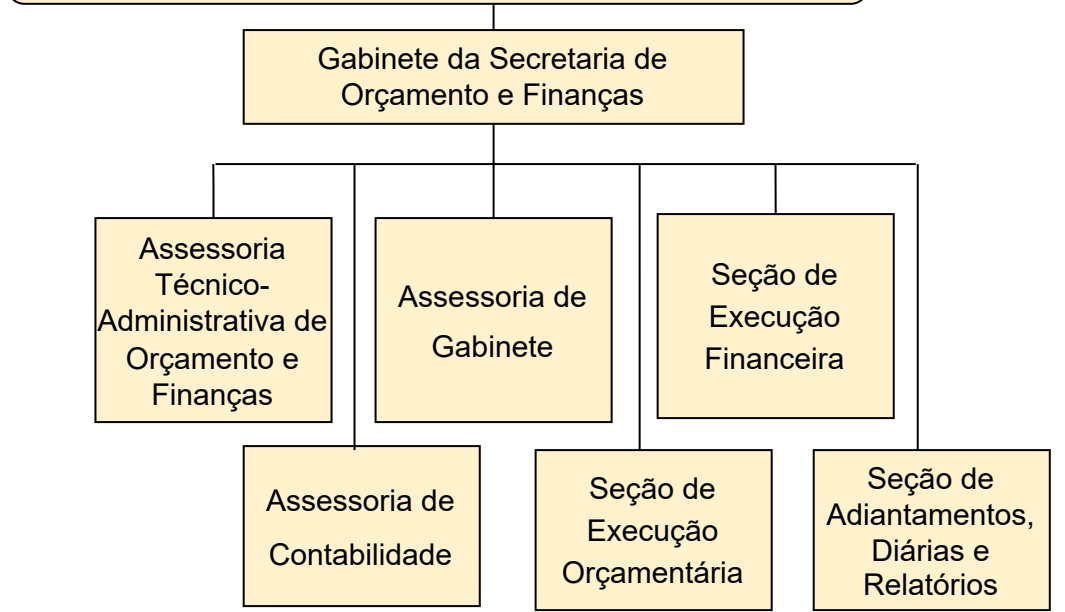 Gabinete da Secretaria de
Orçamento e Finanças
Assessoria
Técnico-
Administrativa de
Orçamento e
Finanças
Assessoria de
Gabinete
Seção de
Execução
Financeira
Assessoria de
Contabilidade
Seção de
Execução
Orçamentária
Seção de
Adiantamentos,
Diárias e
Relatórios